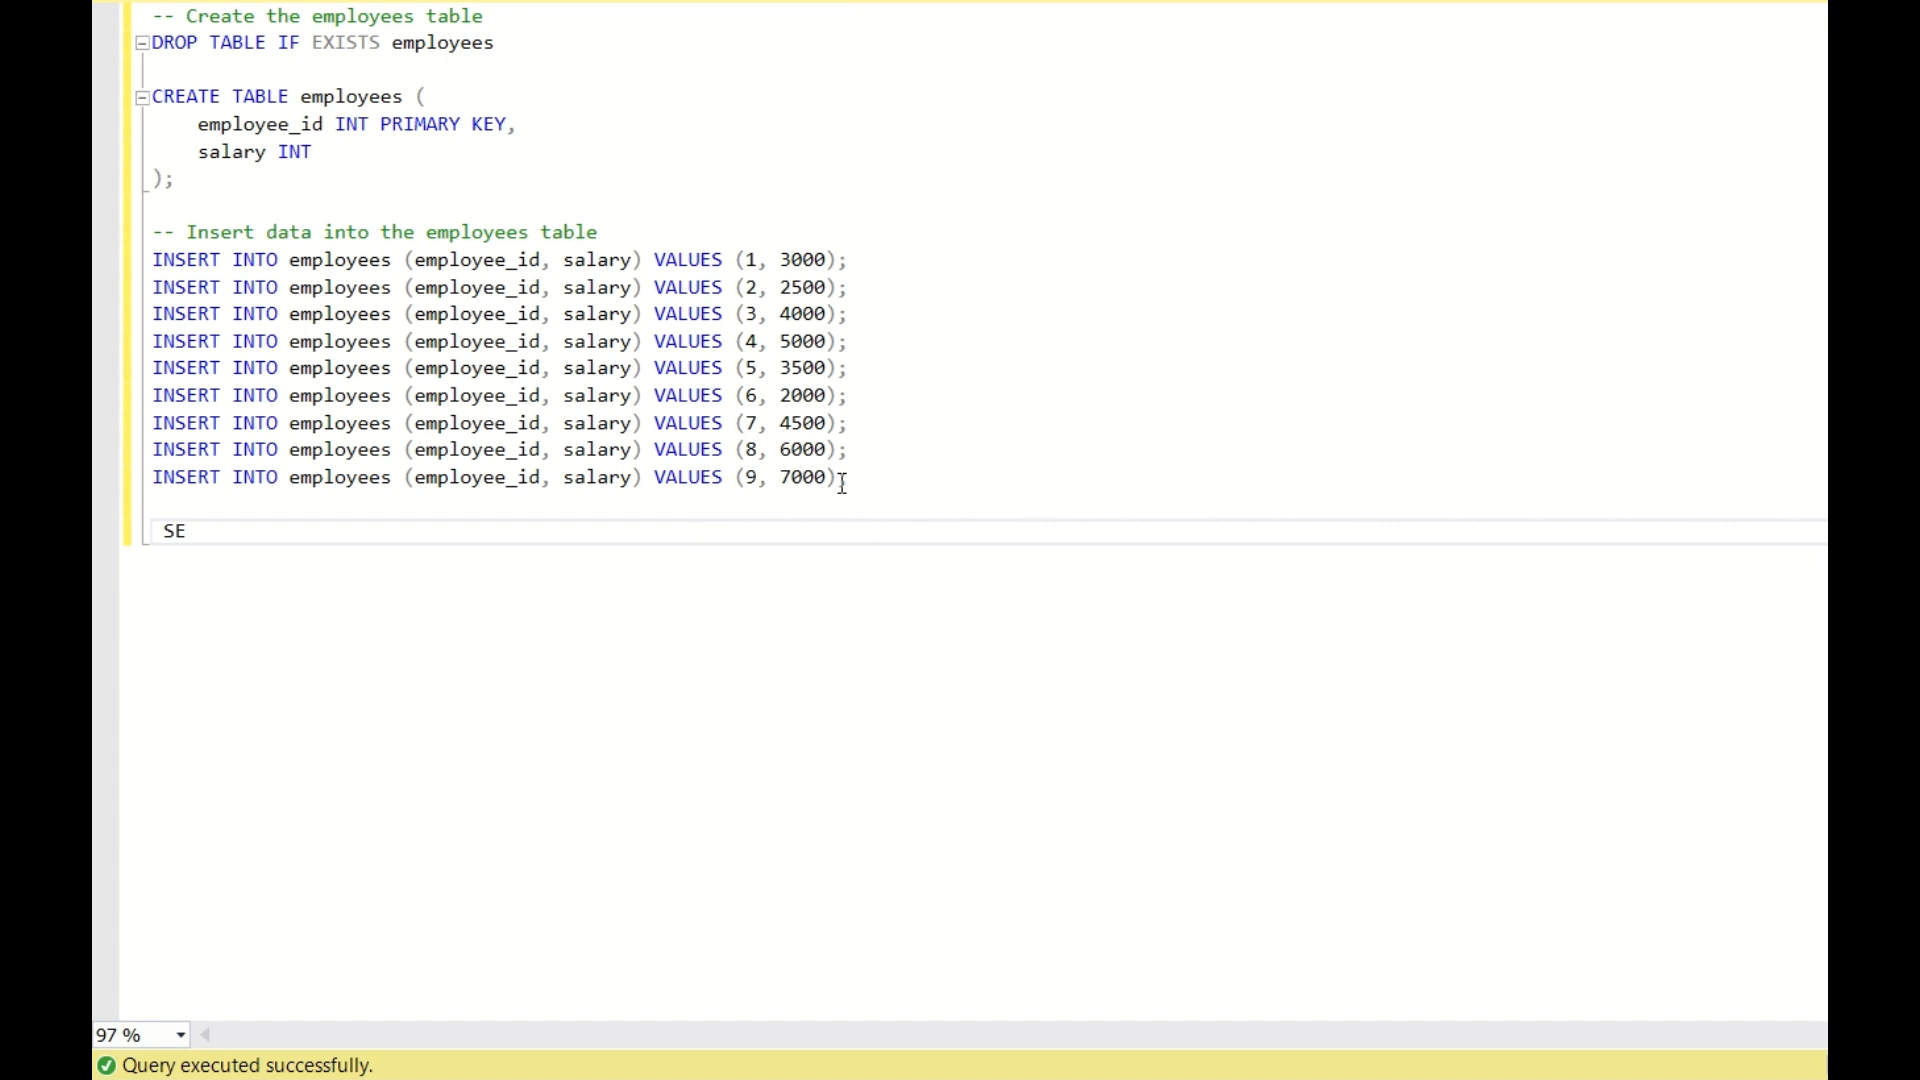 -- Create the employees table
DROP TABLE IF EXISTS employees
CREATE TABLE employees (
employee_id INT PRIMARY KEY,
salary INT
);
-- Insert data into the employees table
INSERT INTO employees (employee_id, salary) VALUES (1, 3000);
INSERT INTO employees (employee_id, salary) VALUES (2, 2500);
INSERT INTO employees (employee_id, salary) VALUES (3, 4000);
INSERT INTO employees (employee_id, salary) VALUES (4, 5000);
INSERT INTO employees (employee_id, salary) VALUES (5, 3500);
INSERT INTO employees (employee_id, salary) VALUES (6, 2000);
INSERT INTO employees (employee_id, salary) VALUES (7, 4500);
INSERT INTO employees (employee_id, salary) VALUES (8, 6000);
INSERT INTO employees (employee_id, salary) VALUES (9, 7000);
SE
97 %
Query executed successfully.